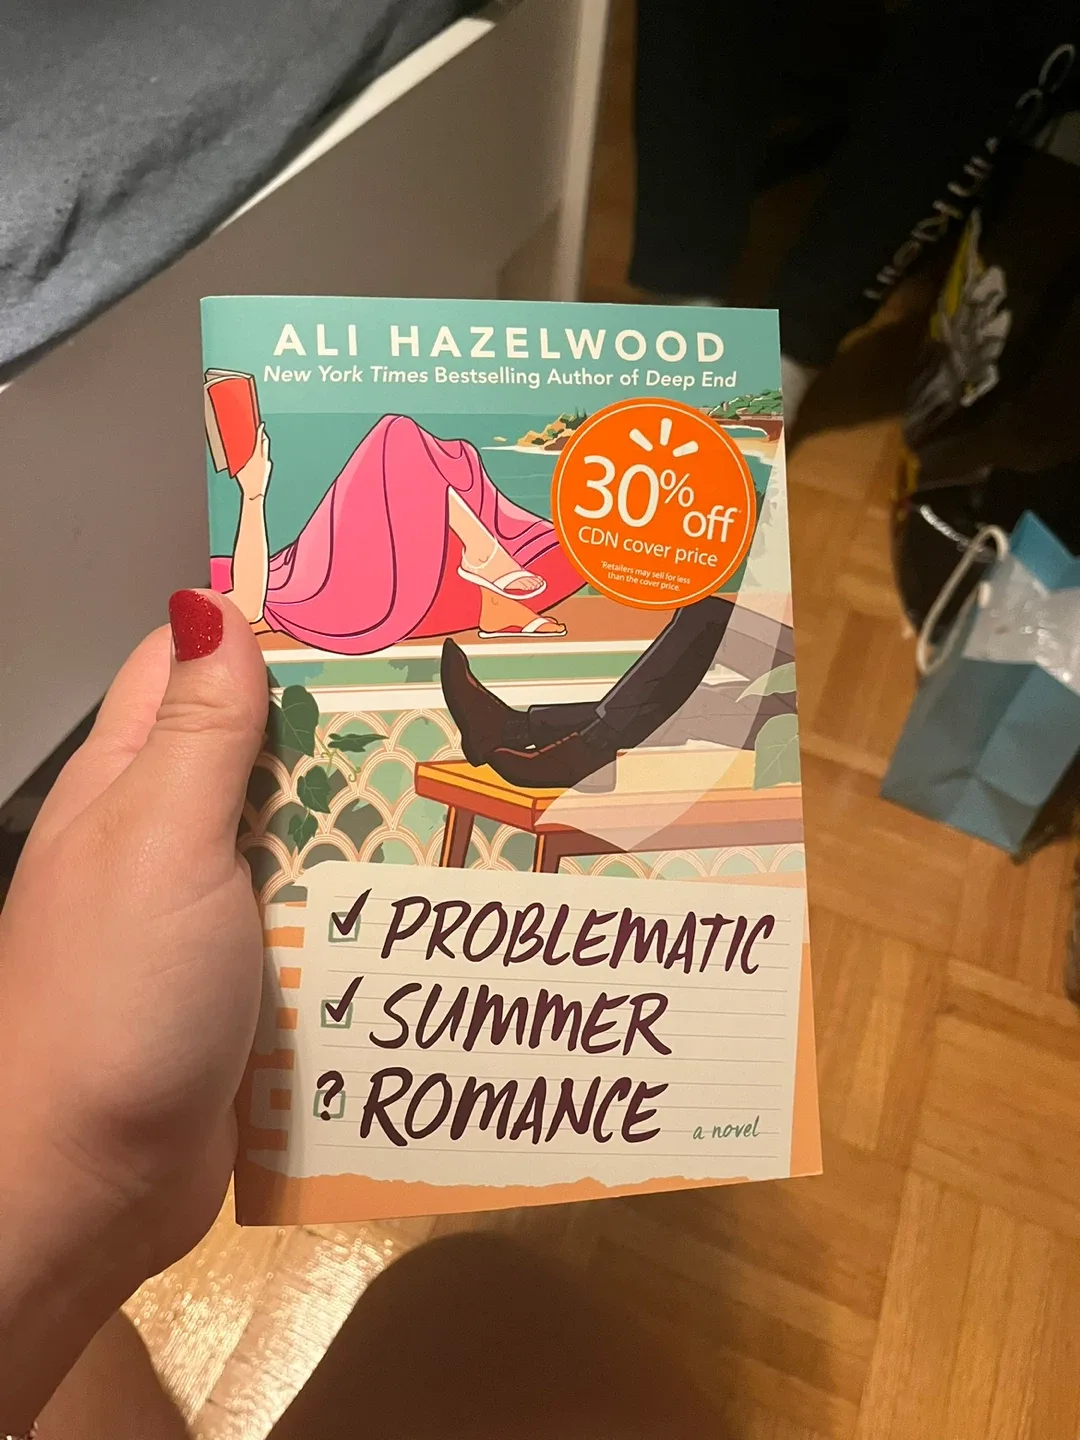 ALI HAZELWOOD
New York Times Bestselling Author of Deep End
30% off
CDN cover price
*Retailers may sell for less
than the cover price.
PROBLEMATIC
SUMMER
? ROMANCE
a novel